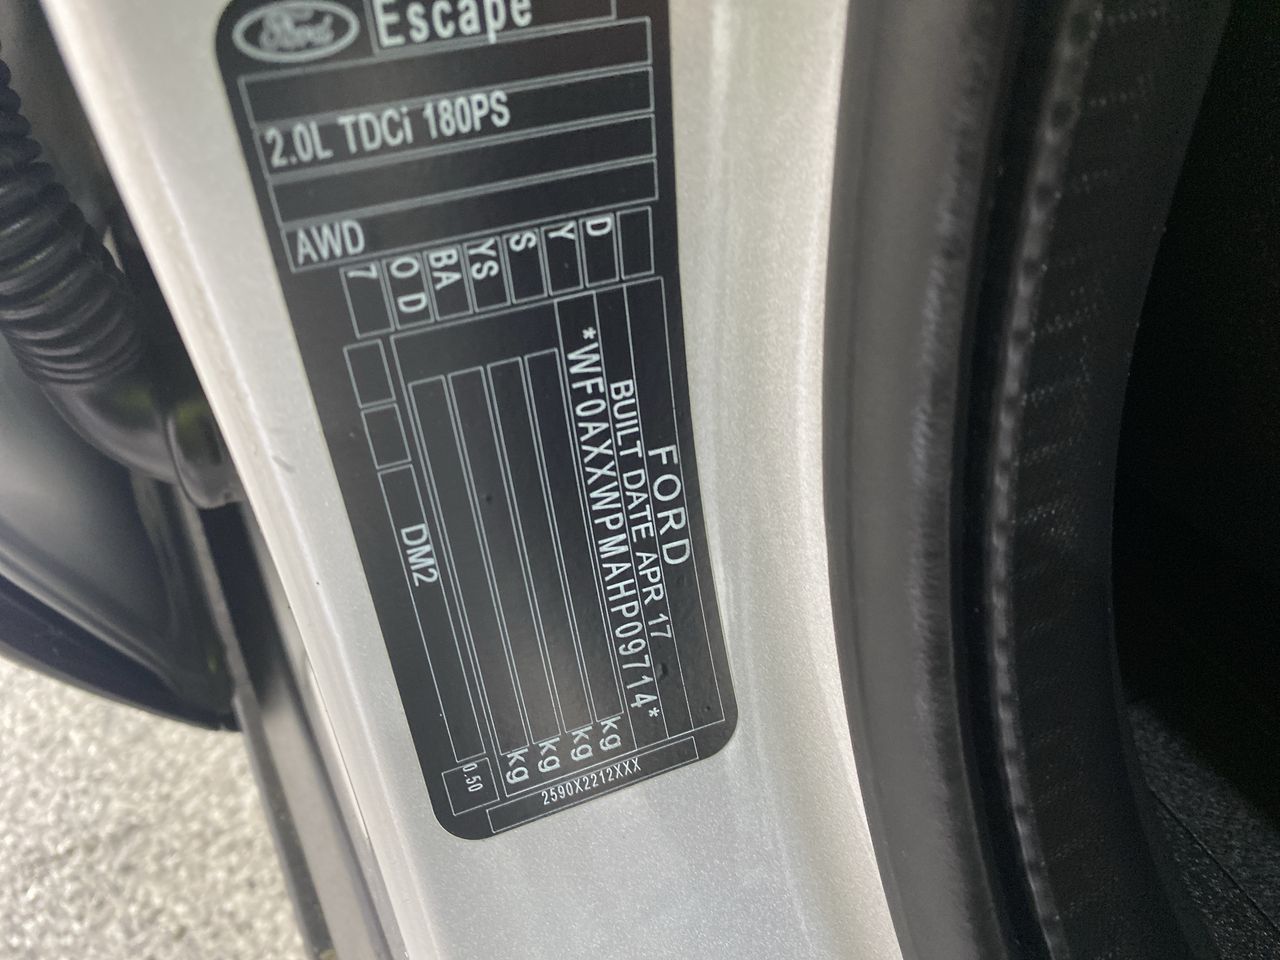 Ford
Escape
2.0L TDCi 180PS
AWD
D
Y
S
YS
BA
O D
7
FORD
BUILT DATE APR 17
*WF0AXXWPMAHP09714*
kg
kg
kg
kg
DM2
0.50
2590X2212XXX